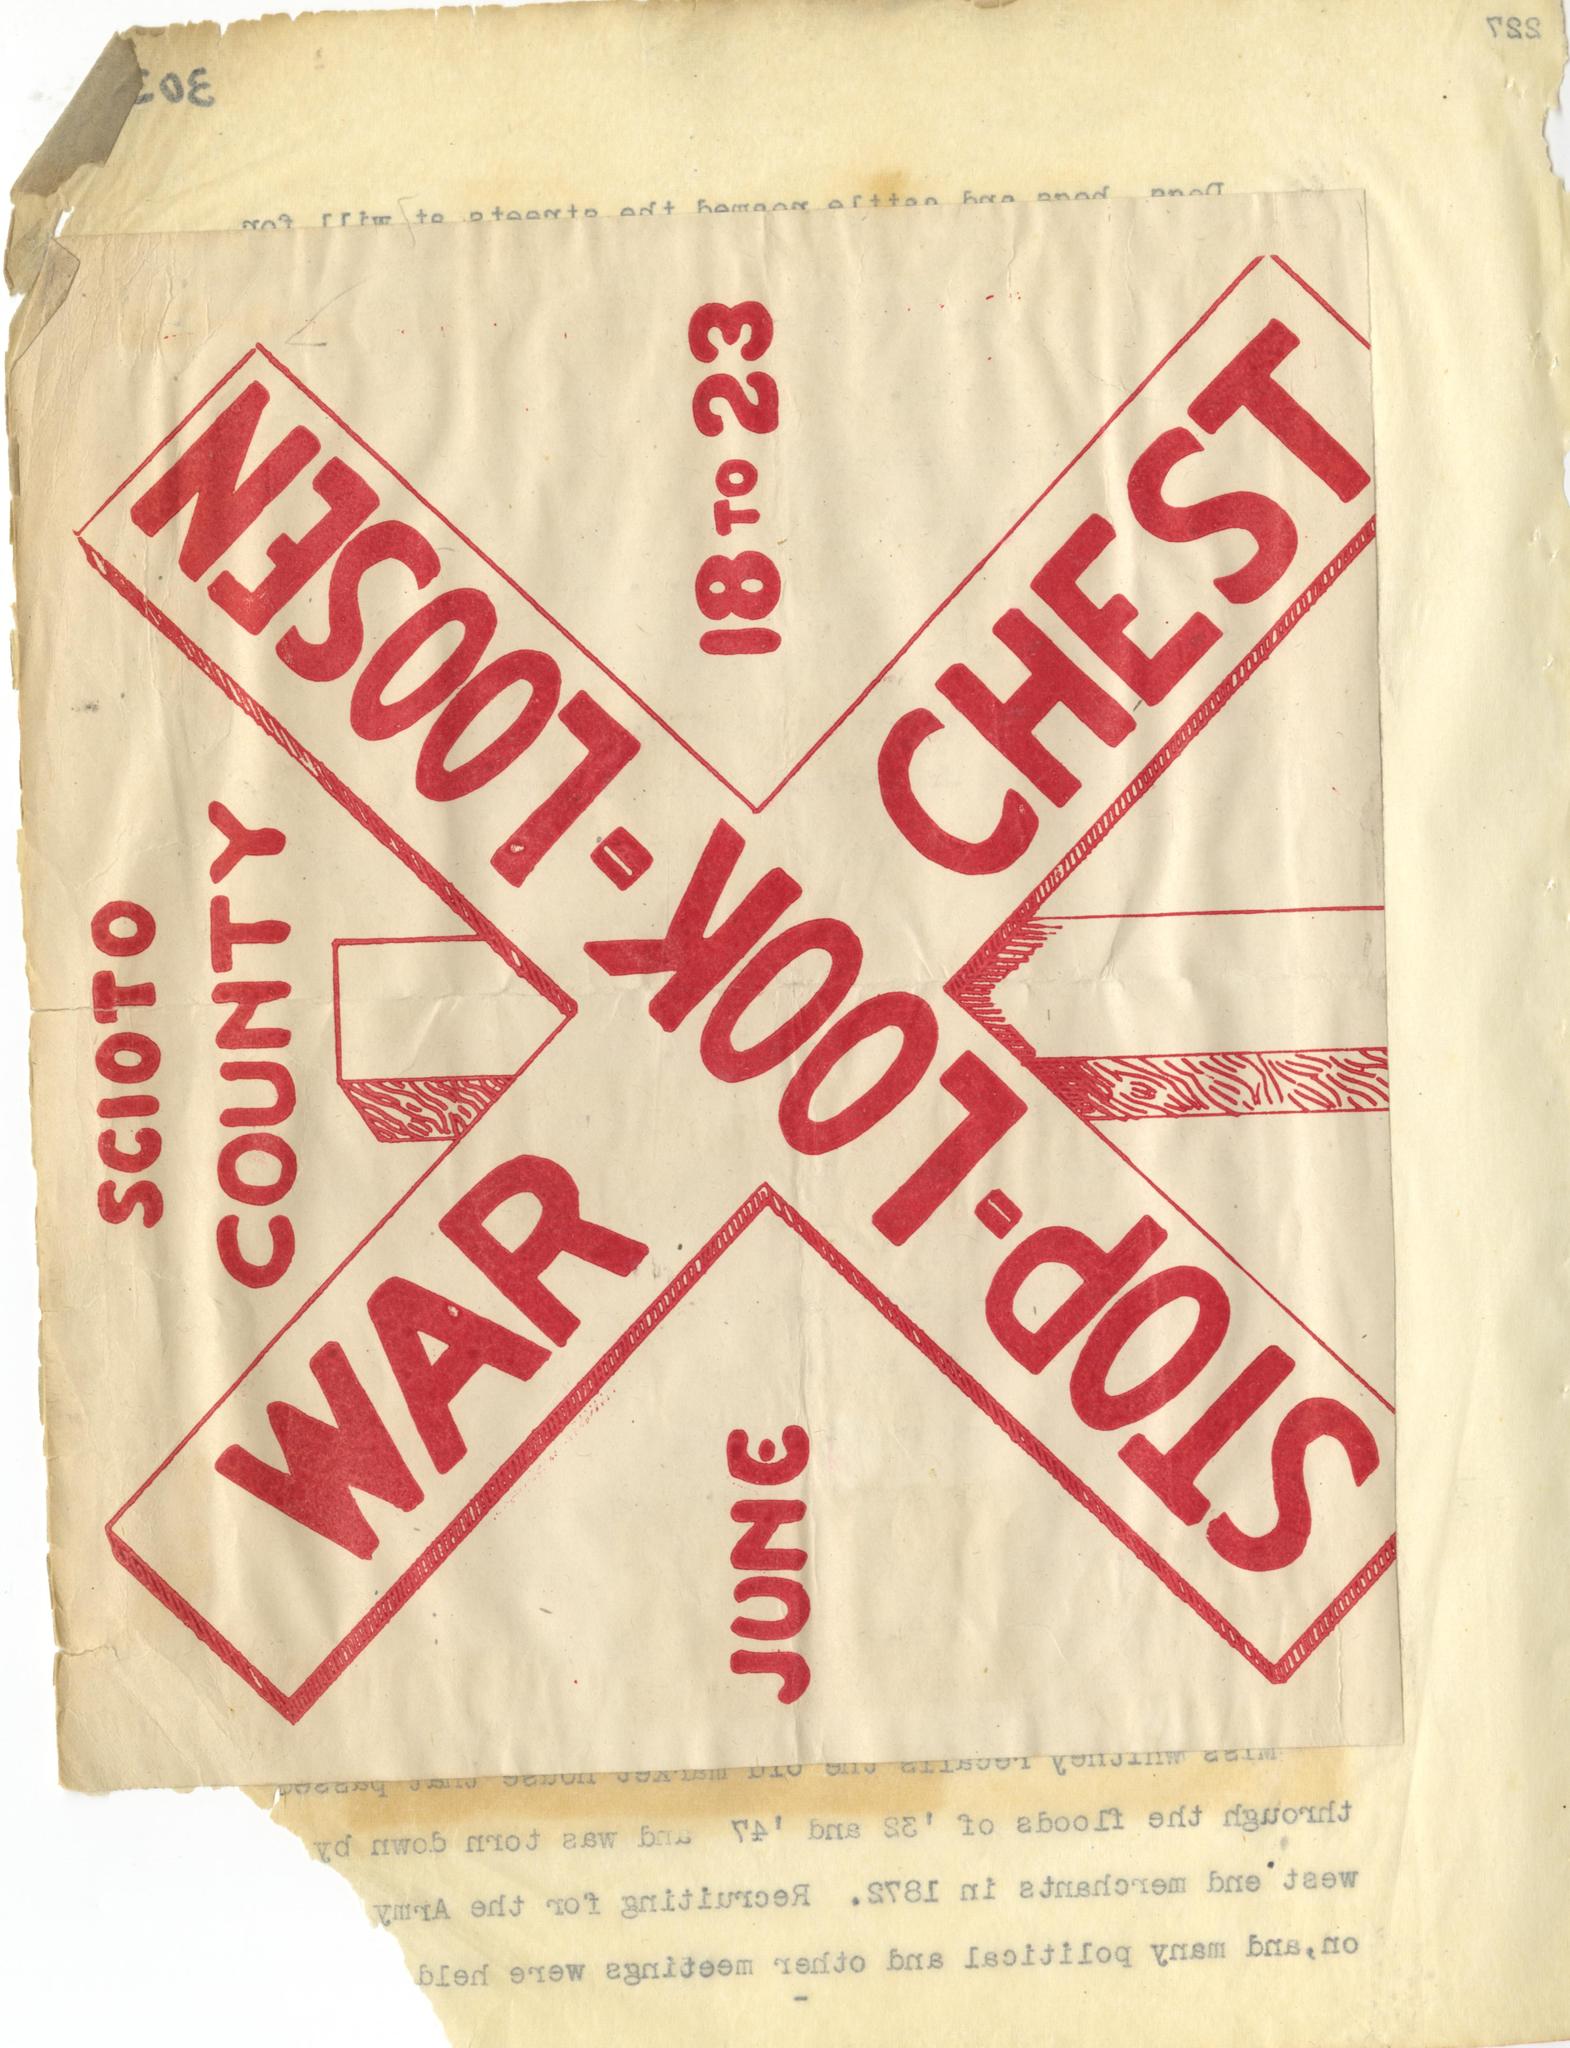 227
303
Dogs, hogs and cattle roamed the streets at will, for
SCIOTO
COUNTY
WAR
CHEST
STOP-LOOK-LOOSEN
JUNE
18 TO 23
Miss Whitney recalls the old market house that passed
through the floods of '32 and '47 and was torn down by
west end merchants in 1872. Recruiting for the Army
on, and many political and other meetings were held
-